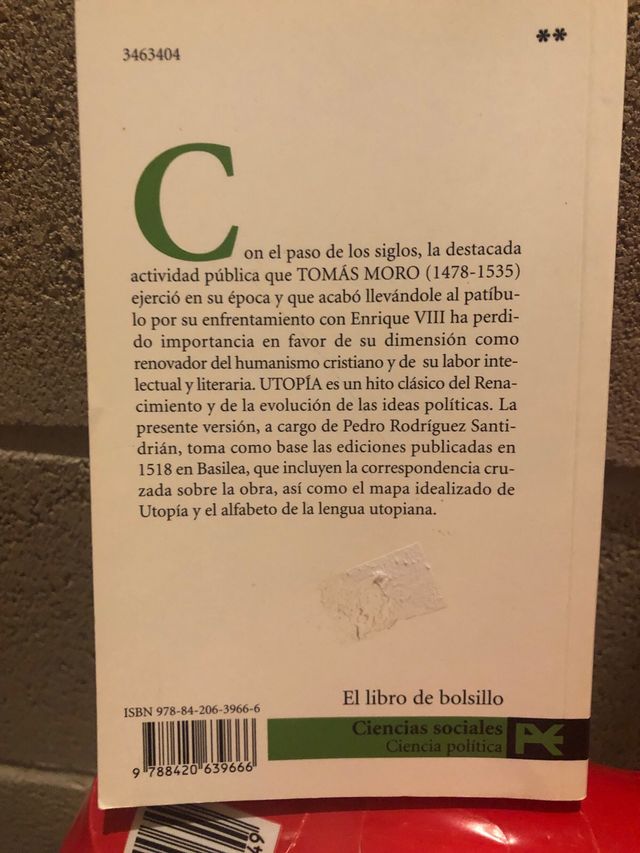 **
3463404
Con el paso de los siglos, la destacada
actividad pública que TOMÁS MORO (1478-1535)
ejerció en su época y que acabó llevándole al patíbu-
lo por su enfrentamiento con Enrique VIII ha perdi-
do importancia en favor de su dimensión como
renovador del humanismo cristiano y de su labor inte-
lectual y literaria. UTOPÍA es un hito clásico del Rena-
cimiento y de la evolución de las ideas políticas. La
presente versión, a cargo de Pedro Rodríguez Santi-
drián, toma como base las ediciones publicadas en
1518 en Basilea, que incluyen la correspondencia cru-
zada sobre la obra, así como el mapa idealizado de
Utopía y el alfabeto de la lengua utopiana.
El libro de bolsillo
ISBN 978-84-206-3966-6
Ciencias sociales
Ciencia política
9 788420 639666